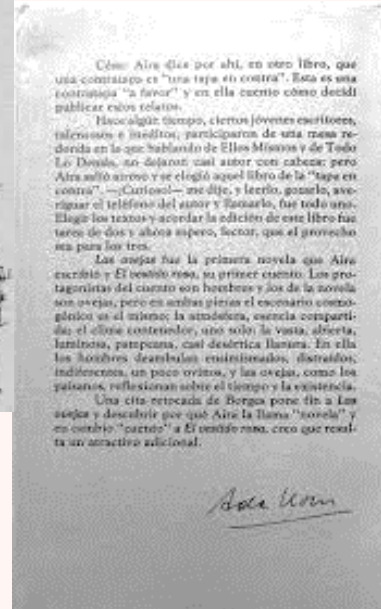 César Aira dice por ahí, en otro libro, que
una contratapa es "una tapa en contra". Esta es una
contratapa "a favor" y en ella cuento cómo decidí
publicar estos relatos.
Hace algún tiempo, ciertos jóvenes escritores,
talentosos e inéditos, participaron de una mesa re-
donda en la que hablando de Ellos Mismos y de Todo
Lo Demás, no dejaron casi autor con cabeza; pero
Aira salió airoso y se elogió aquel libro de la "tapa en
contra". —¡Curioso!— me dije, y leerlo, gozarlo, ave-
riguar el teléfono del autor y llamarlo, fue todo uno.
Elegir los textos y acordar la edición de este libro fue
tarea de dos y ahora espero, lector, que el provecho
sea para los tres.
Las ovejas fue la primera novela que Aira
escribió y El vestido rosa, su primer cuento. Los pro-
tagonistas del cuento son hombres y los de la novela
son ovejas, pero en ambas piezas el escenario cosmo-
gónico es el mismo; la atmósfera, esencia comparti-
da; el clima contenedor, uno solo: la vasta, abierta,
luminosa, pampeana, casi desértica llanura. En ella
los hombres deambulan ensimismados, distraídos,
indiferentes, un poco ovinos, y las ovejas, como los
paisanos, reflexionan sobre el tiempo y la existencia.
Una cita retocada de Borges pone fin a Las
ovejas y descubrir por qué Aira la llama "novela" y
en cambio "cuento" a El vestido rosa, creo que resul-
ta un atractivo adicional.
Ada Korn